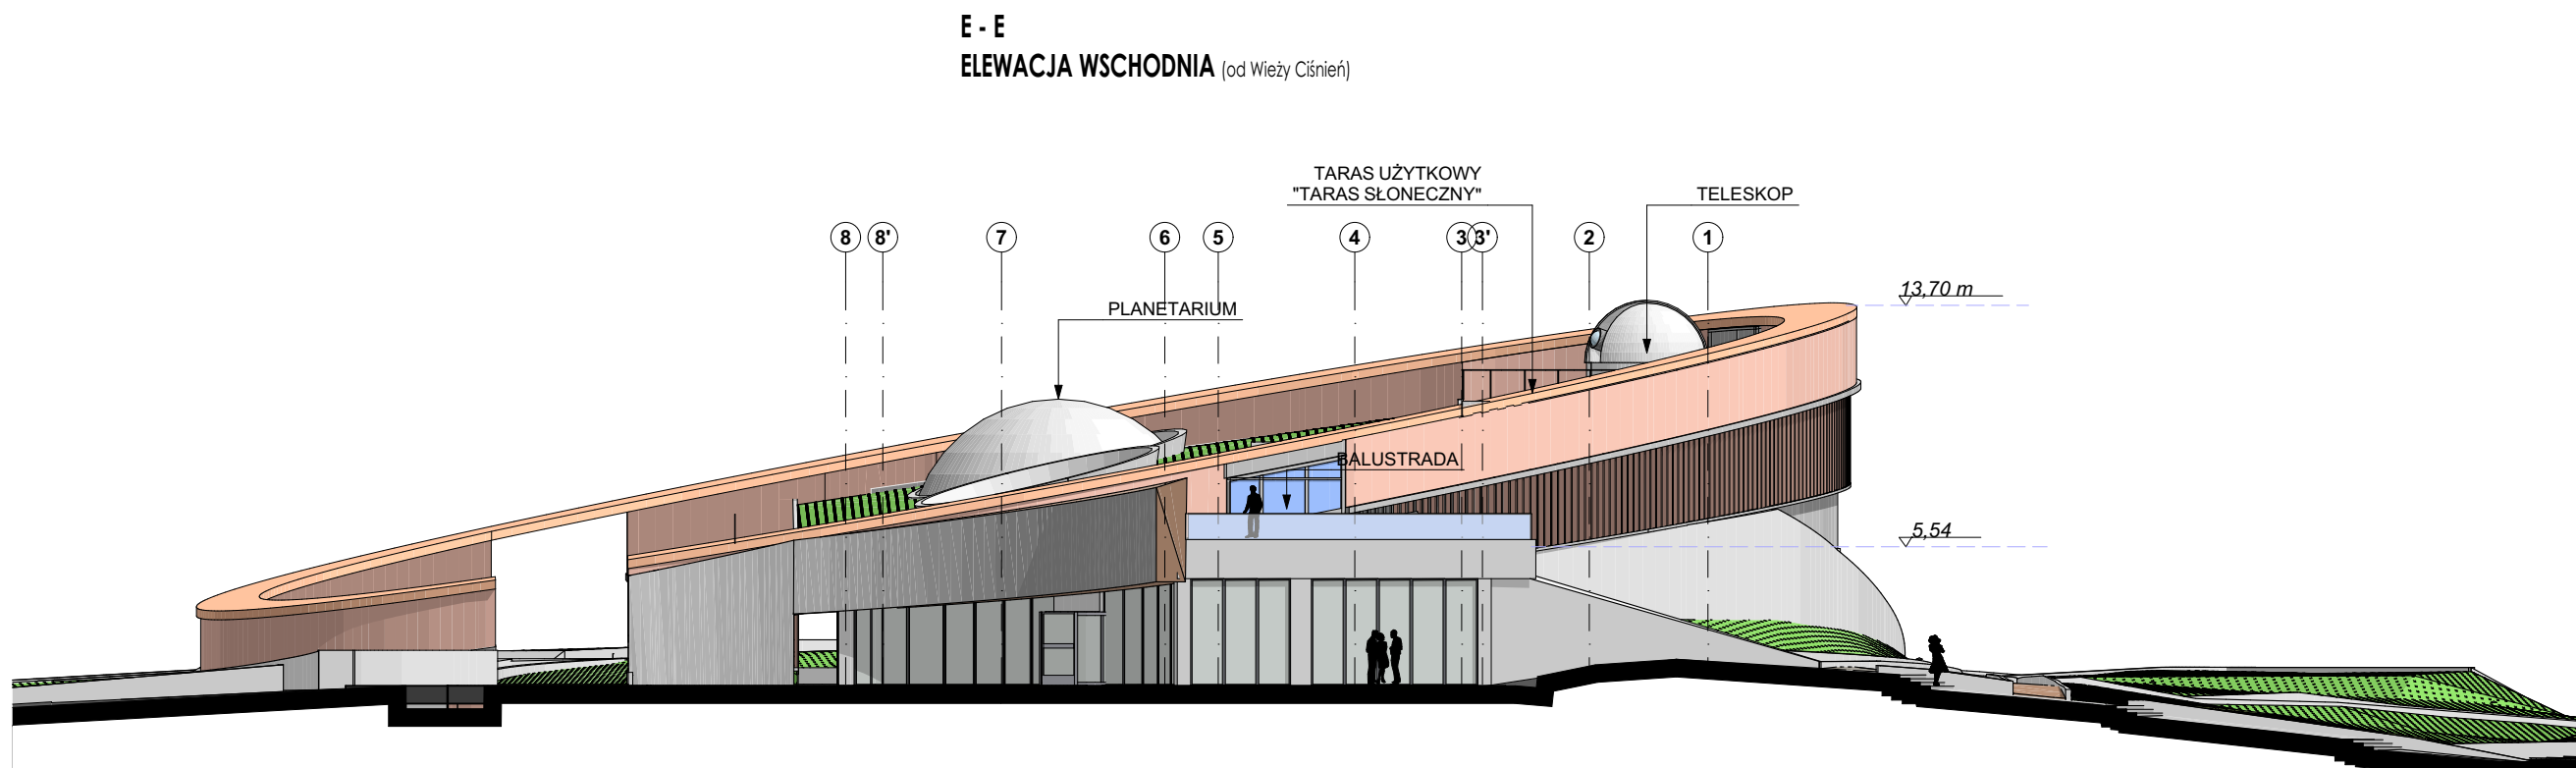 E - E
ELEWACJA WSCHODNIA (od Wieży Ciśnień)
TARAS UŻYTKOWY
"TARAS SŁONECZNY"
TELESKOP
8 8' 7 6 5 4 3 3' 2 1
13,70 m
PLANETARIUM
BALUSTRADA
5,54